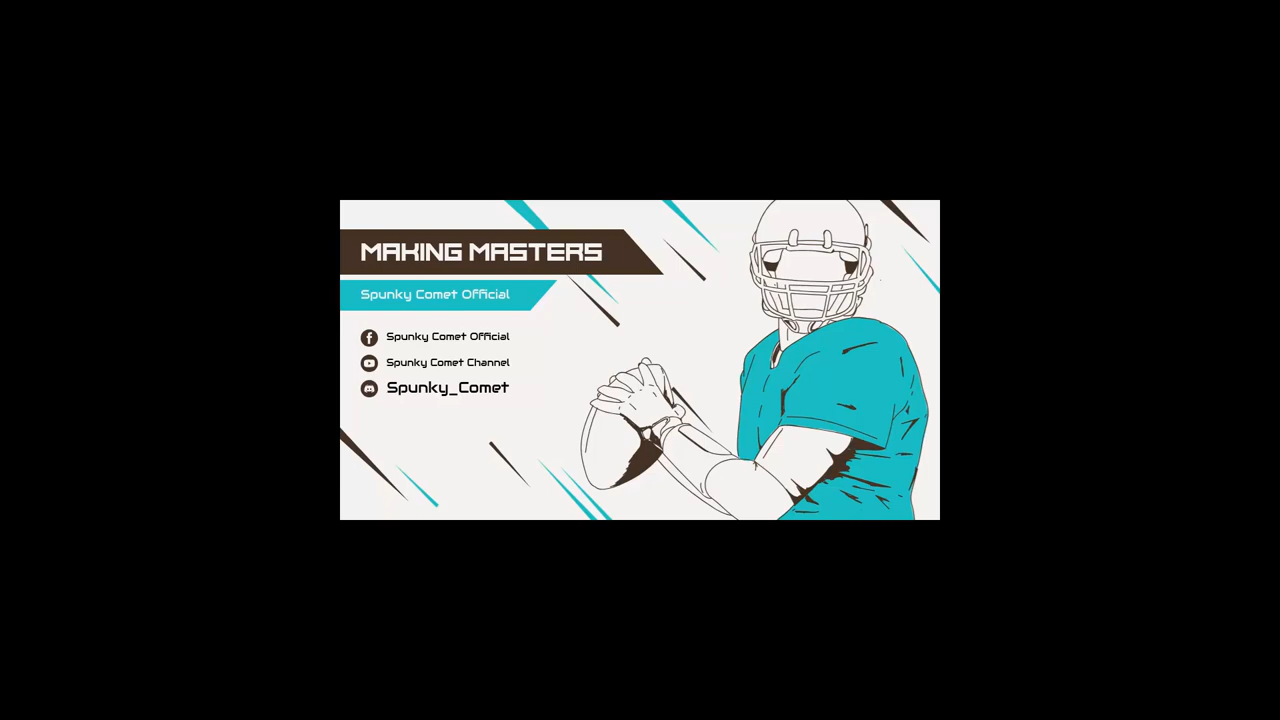 MAKING MASTERS
Spunky Comet Official
Spunky Comet Official
Spunky Comet Channel
Spunky_Comet